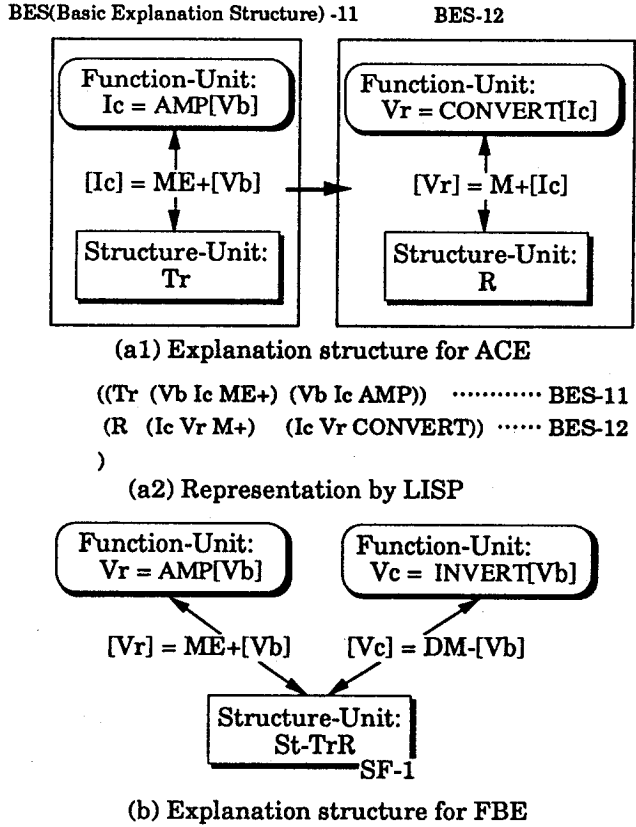 BES(Basic Explanation Structure) -11 BES-12
Function-Unit:
Ic = AMP[Vb]
Function-Unit:
Vr = CONVERT[Ic]
[Ic] = ME+[Vb]
[Vr] = M+[Ic]
Structure-Unit:
Tr
Structure-Unit:
R
(a1) Explanation structure for ACE
((Tr (Vb Ic ME+) (Vb Ic AMP)) ············ BES-11
(R (Ic Vr M+) (Ic Vr CONVERT)) ······ BES-12
)
(a2) Representation by LISP
Function-Unit:
Vr = AMP[Vb]
Function-Unit:
Vc = INVERT[Vb]
[Vr] = ME+[Vb]
[Vc] = DM-[Vb]
Structure-Unit:
St-TrR
SF-1
(b) Explanation structure for FBE